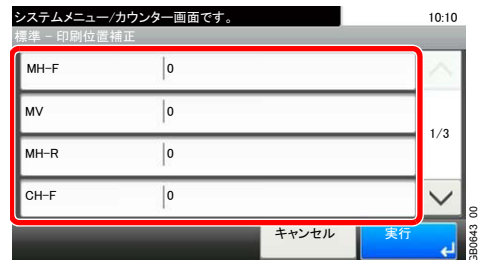 システムメニュー/カウンター画面です。 10:10
標準 - 印刷位置補正
MH-F 0
MV 0
1/3
MH-R 0
CH-F 0
キャンセル 実行
GB0643 00